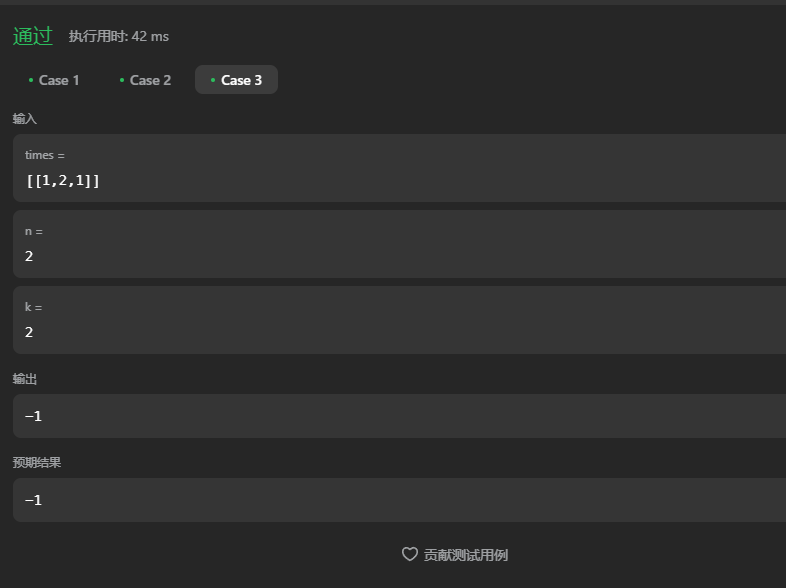 通过 执行用时: 42 ms
Case 1 Case 2 Case 3
输入
times =
[[1,2,1]]
n =
2
k =
2
输出
-1
预期结果
-1
贡献测试用例